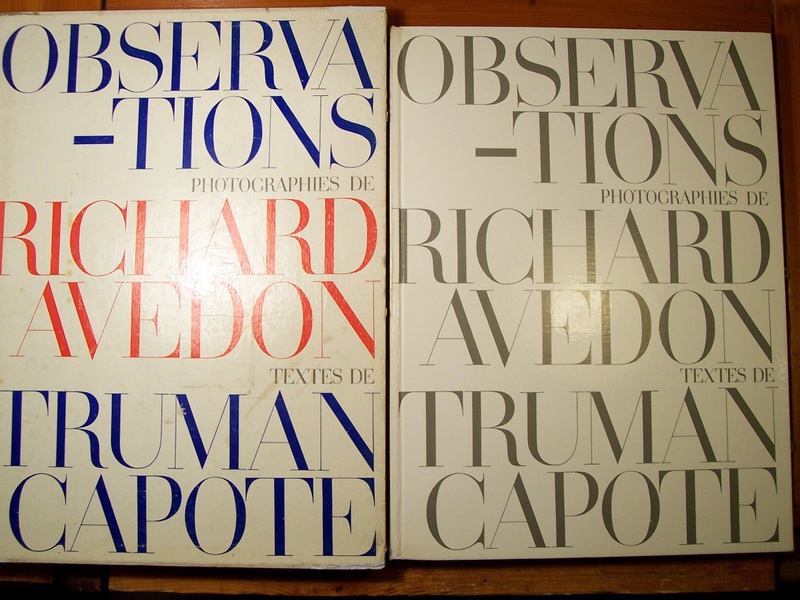 OBSERVA
-TIONS
PHOTOGRAPHIES DE
RICHARD
AVEDON
TEXTES DE
TRUMAN
CAPOTE
OBSERVA
-TIONS
PHOTOGRAPHIES DE
RICHARD
AVEDON
TEXTES DE
TRUMAN
CAPOTE